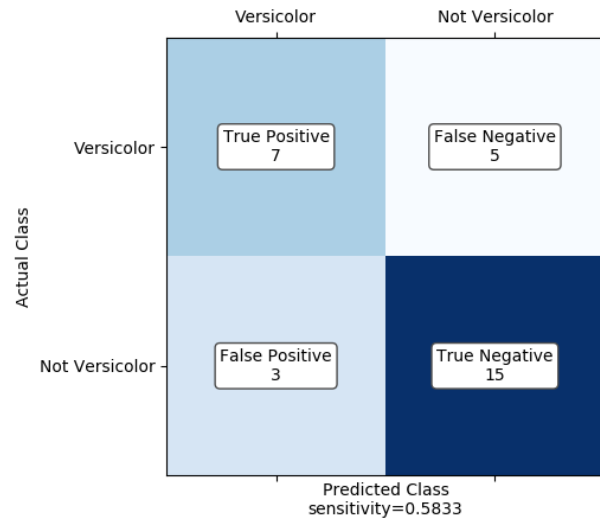 Versicolor Not Versicolor
Versicolor
True Positive
7
False Negative
5
Actual Class
Not Versicolor
False Positive
3
True Negative
15
Predicted Class
sensitivity=0.5833